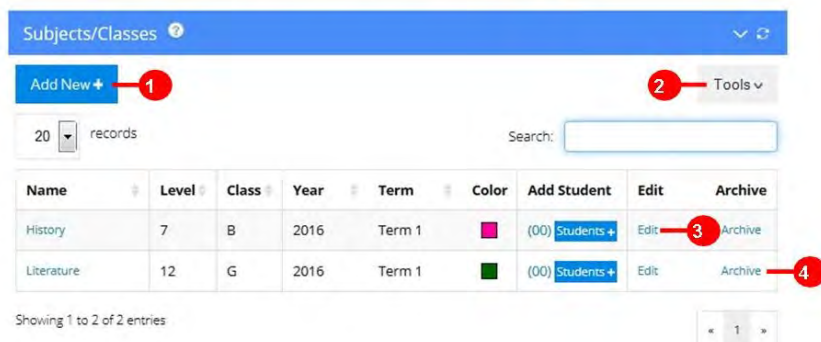 Subjects/Classes ?
Add New + 1 2 Tools
20 records Search:
Name Level Class Year Term Color Add Student Edit Archive
History 7 B 2016 Term 1 (00) Students + Edit 3 Archive
Literature 12 G 2016 Term 1 (00) Students + Edit Archive 4
Showing 1 to 2 of 2 entries « 1 »